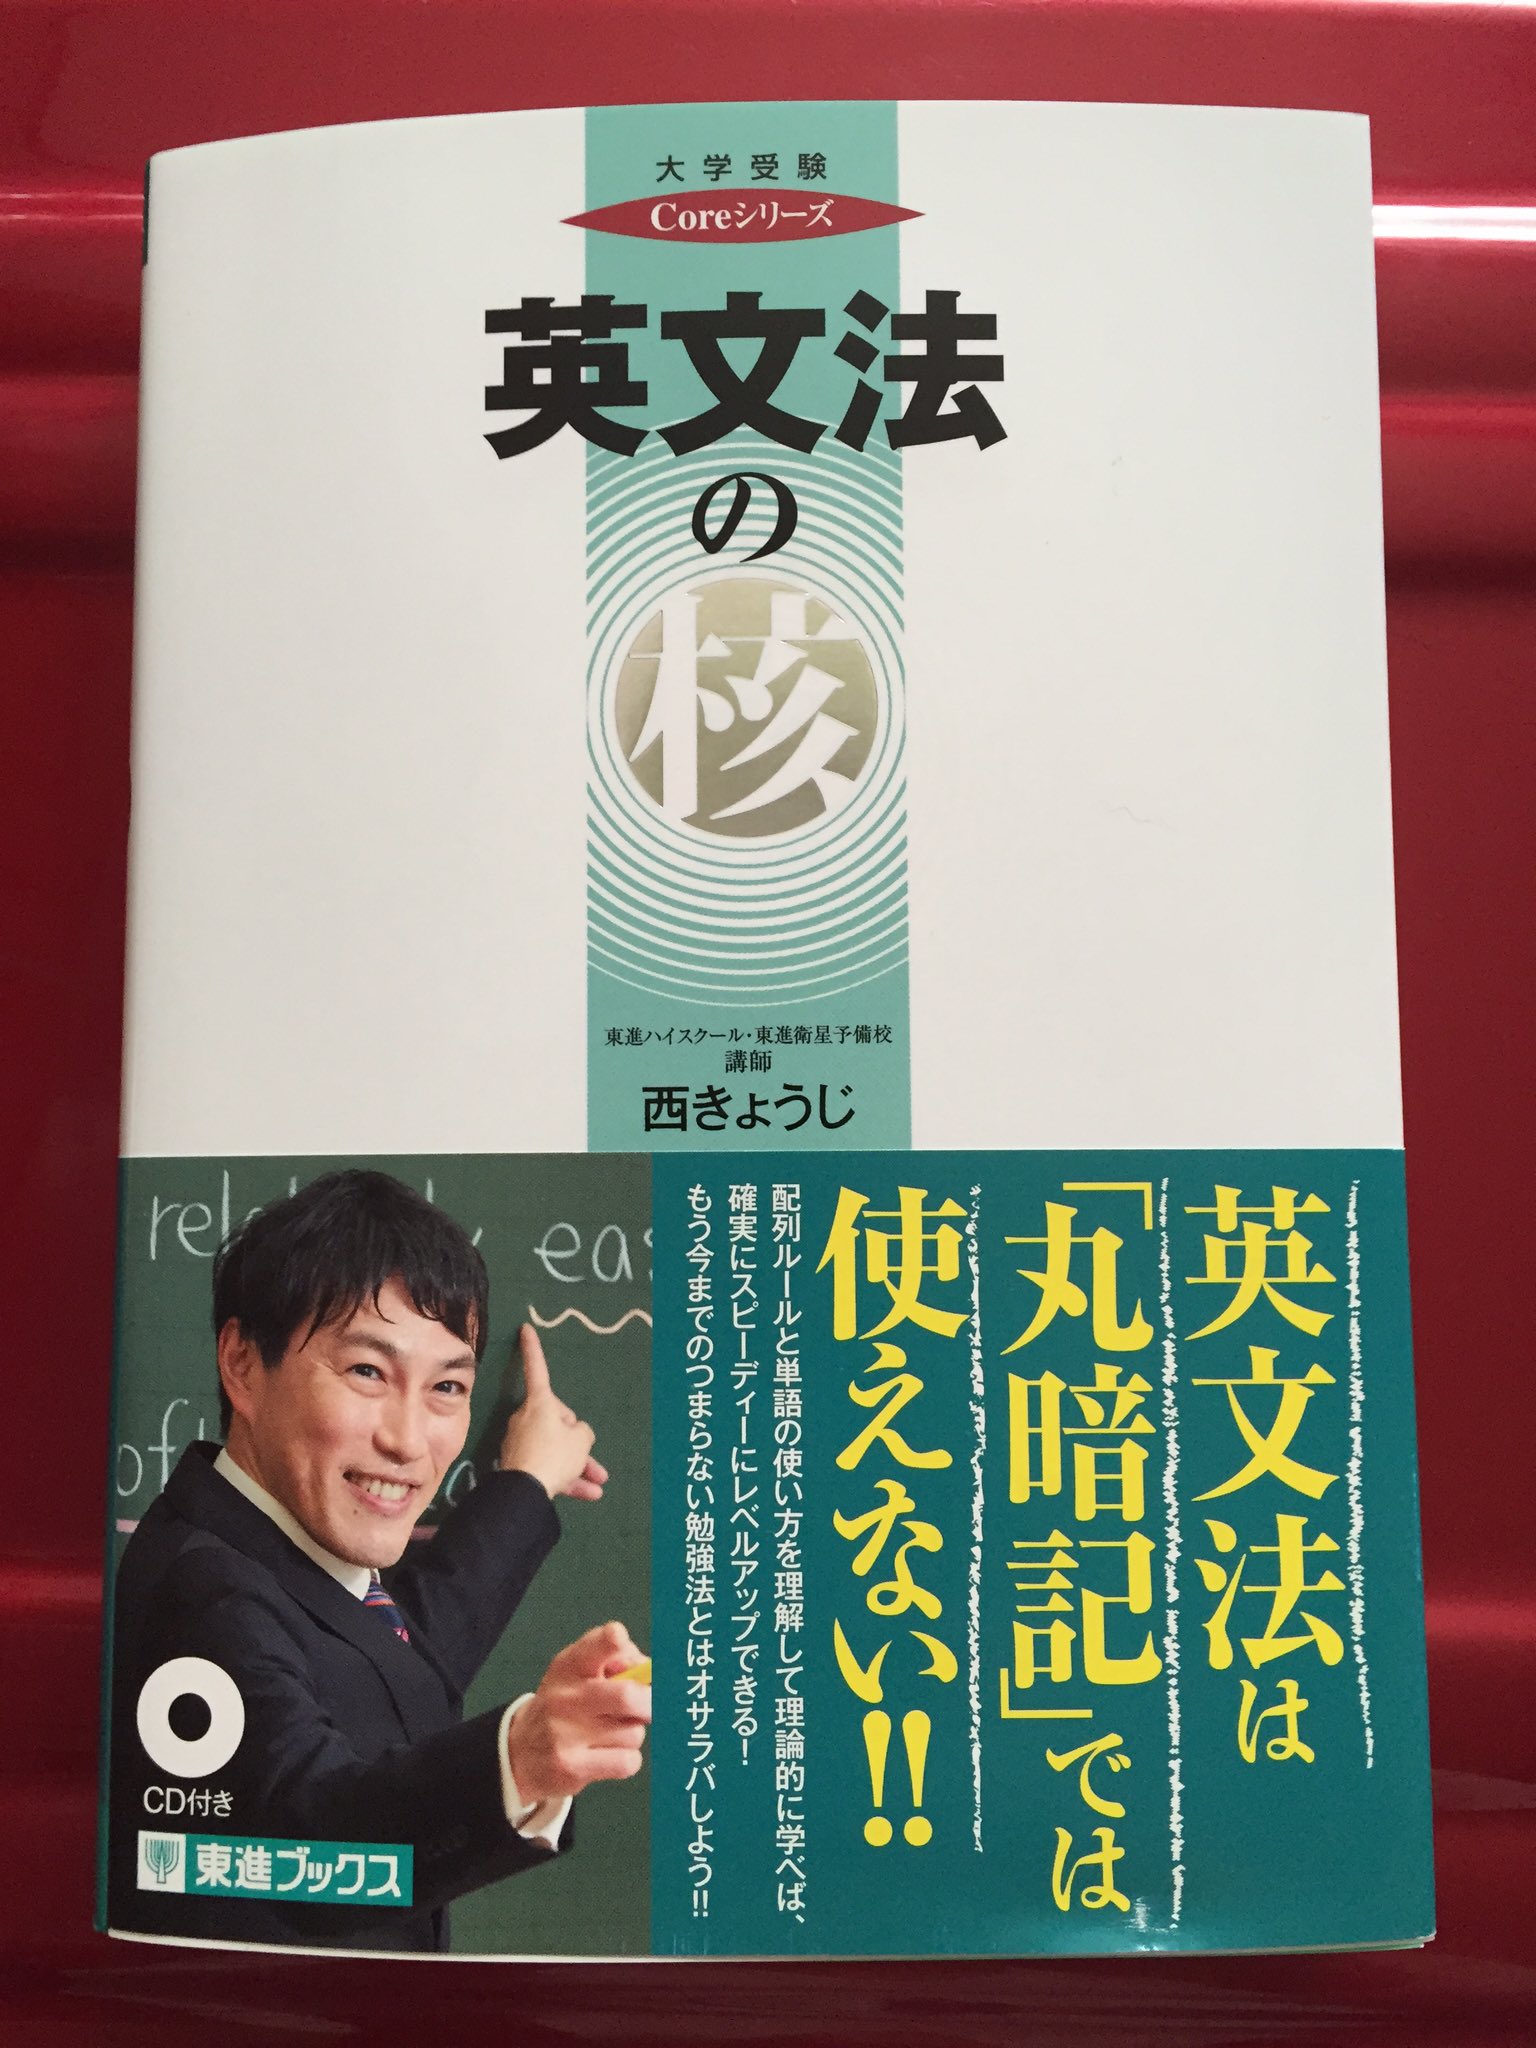 大学受験
Coreシリーズ
英文法
の
核
東進ハイスクール・東進衛星予備校
講師
西きょうじ
英文法は
「丸暗記」では
使えない!!
配列ルールと単語の使い方を理解して理論的に学べば、
確実にスピーディーにレベルアップできる!
もう今までのつまらない勉強法とはオサラバしよう!!
CD付き
東進ブックス